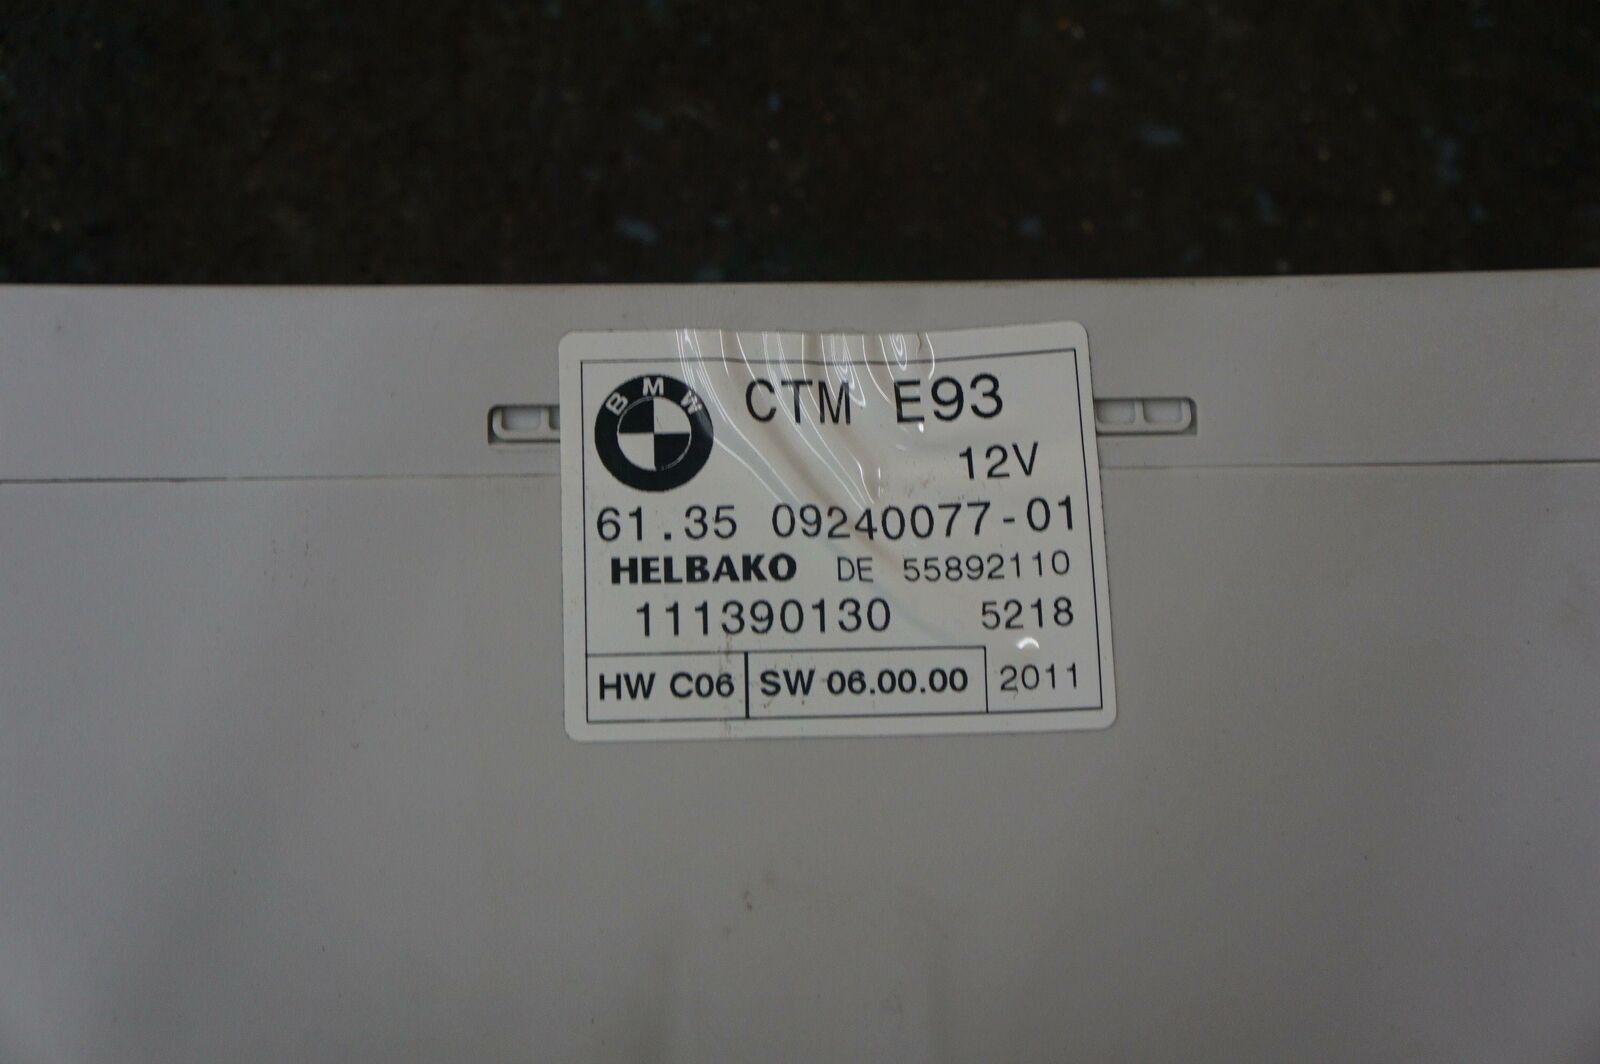 BMW
CTM E93
12V
61.35 09240077-01
HELBAKO DE 55892110
111390130 5218
HW C06 SW 06.00.00 2011